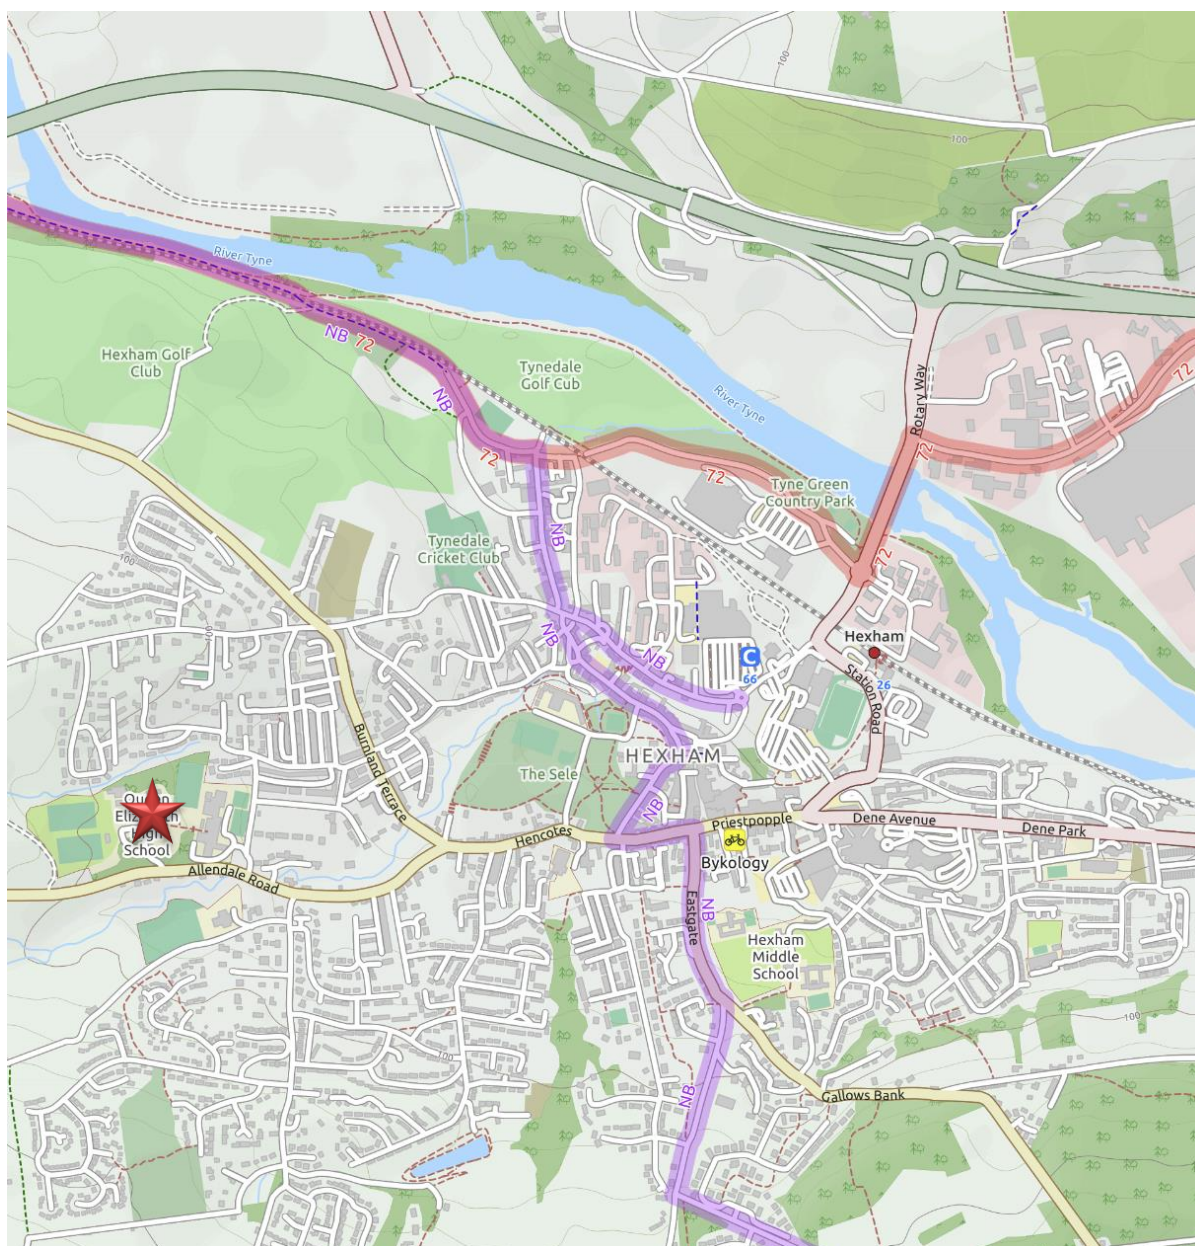 River Tyne
Hexham Golf
Club
NB
72
Tynedale
Golf Cub
NB
River Tyne
Rotary Way
72
72
72
72
Tyne Green
Country Park
72
NB
Tynedale
Cricket Club
100
100
100
NB
NB
C
66
Hexham
26
Station Road
Burnland Terrace
HEXHAM
The Sele
NB
Hencotes
Priestpopple
Dene Avenue
Dene Park
Bykology
School
Allendale Road
Eastgate
NB
Hexham
Middle
School
100
100
NB
Gallows Bank
NB